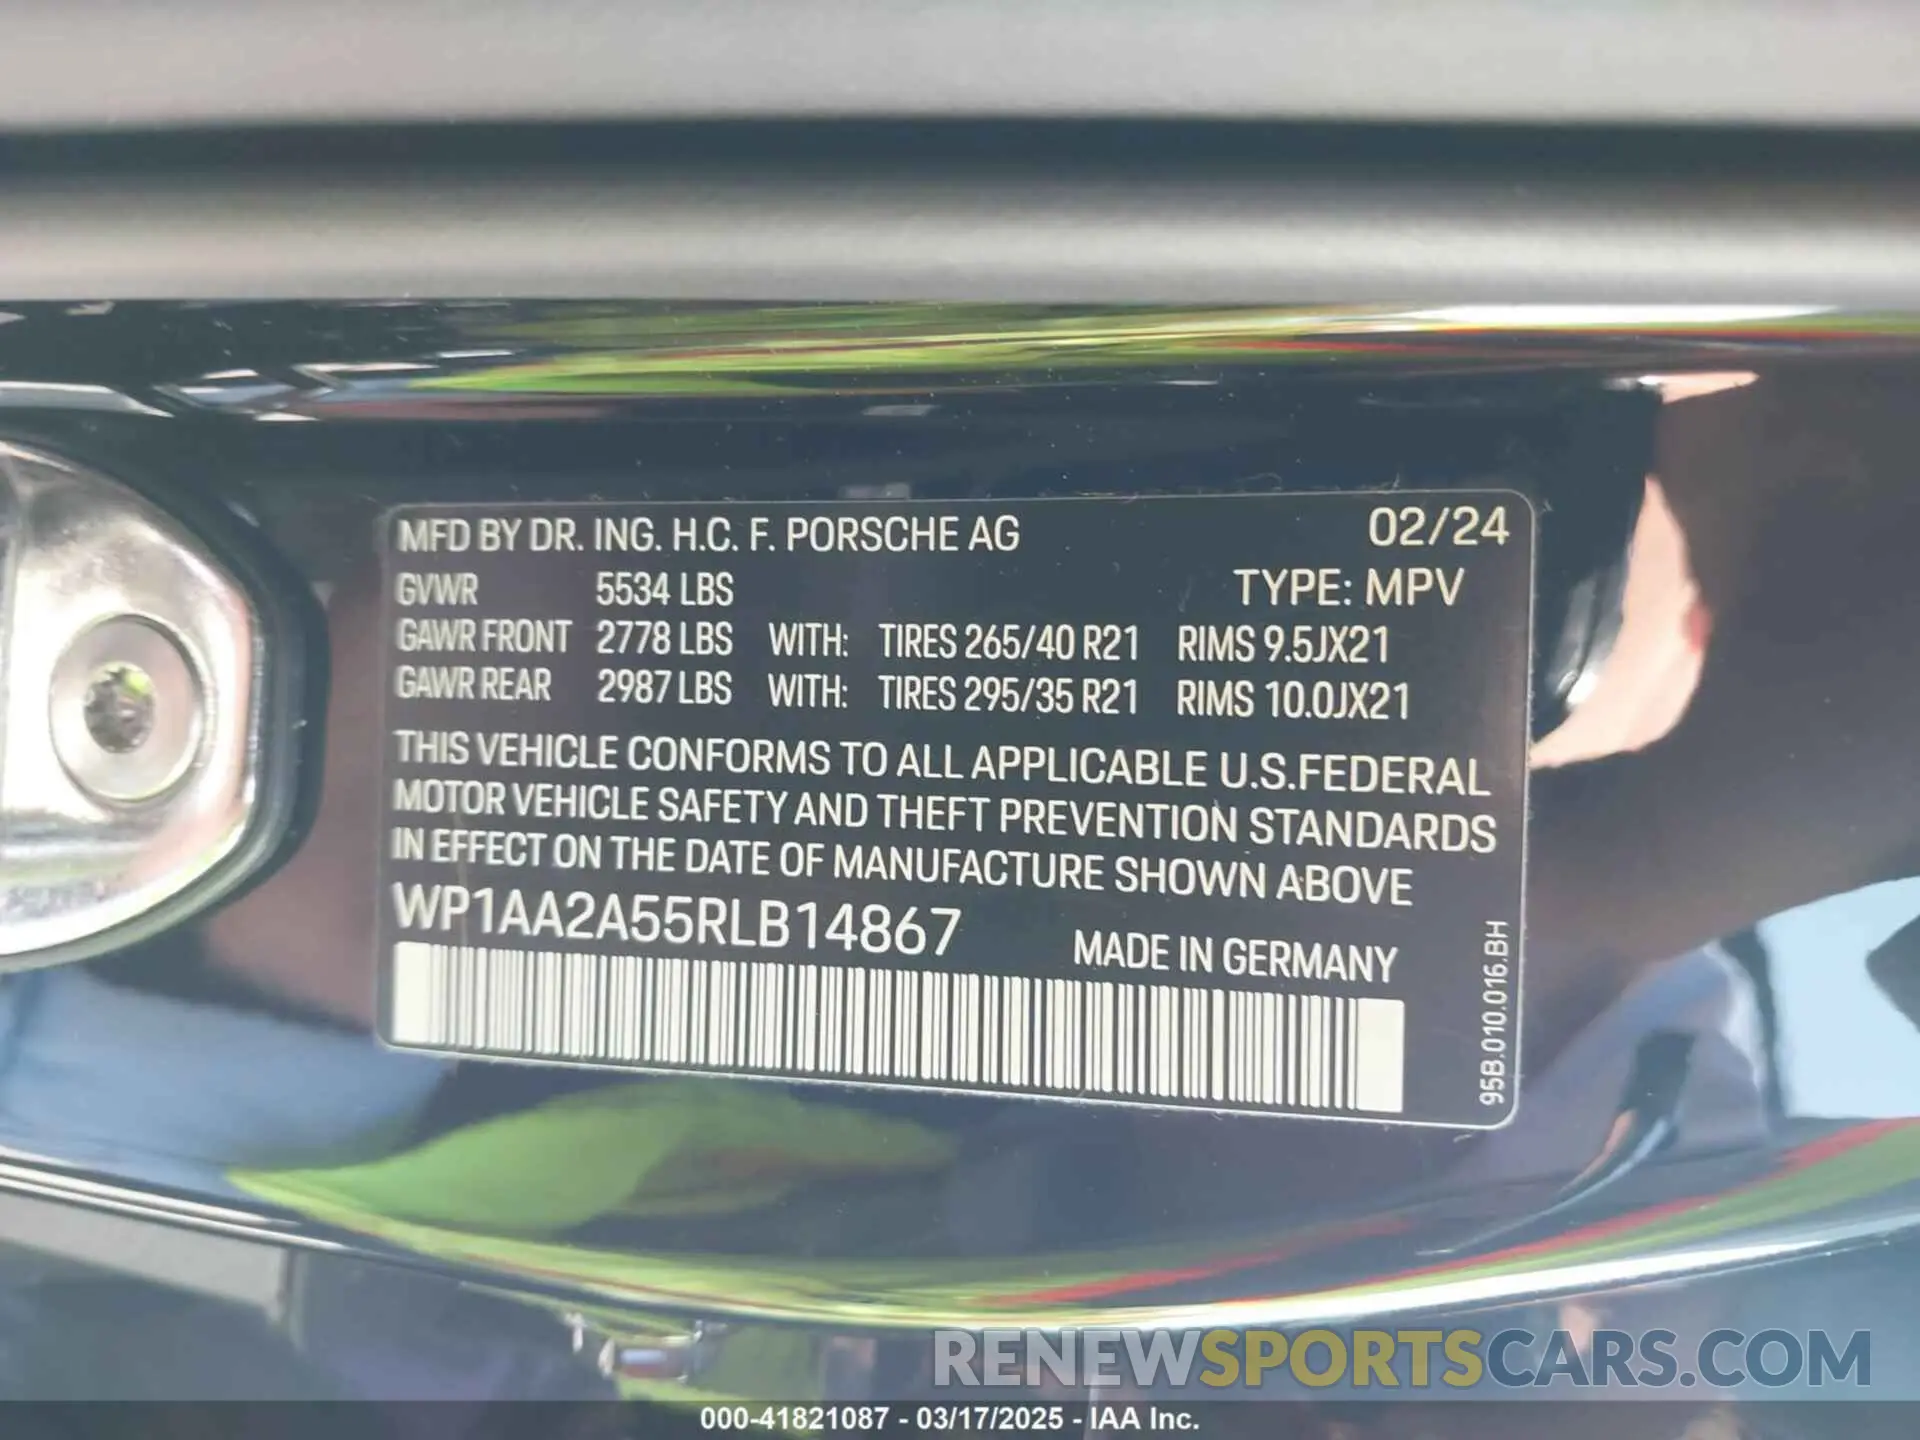 MFD BY DR. ING. H.C. F. PORSCHE AG 02/24
GVWR 5534 LBS TYPE: MPV
GAWR FRONT 2778 LBS WITH: TIRES 265/40 R21 RIMS 9.5JX21
GAWR REAR 2987 LBS WITH: TIRES 295/35 R21 RIMS 10.0JX21
THIS VEHICLE CONFORMS TO ALL APPLICABLE U.S.FEDERAL
MOTOR VEHICLE SAFETY AND THEFT PREVENTION STANDARDS
IN EFFECT ON THE DATE OF MANUFACTURE SHOWN ABOVE
WP1AA2A55RLB14867
MADE IN GERMANY
95B.010.016.BH
RENEWSPORTSCARS.COM
000-41821087 - 03/17/2025 - IAA Inc.